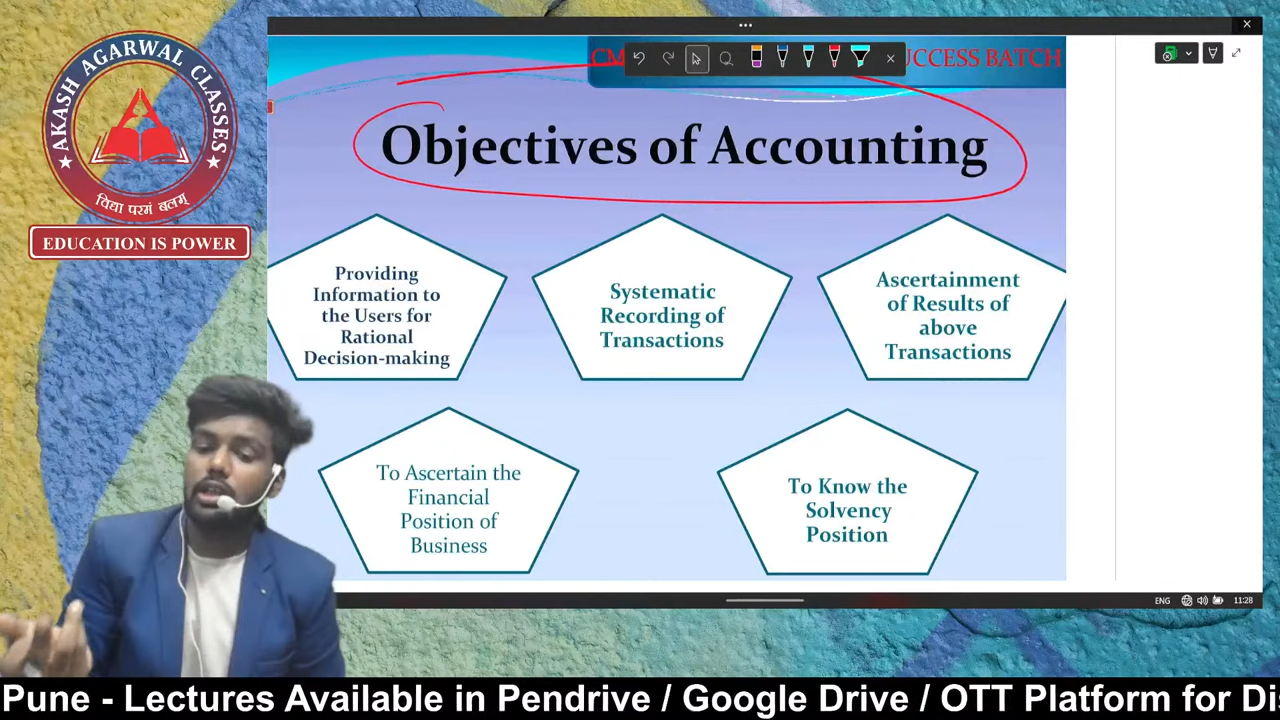 AKASH AGARWAL CLASSES
विद्या परमं बलम्
EDUCATION IS POWER
CM
UCCESS BATCH
Objectives of Accounting
Providing
Information to
the Users for
Rational
Decision-making
Systematic
Recording of
Transactions
Ascertainment
of Results of
above
Transactions
To Ascertain the
Financial
Position of
Business
To Know the
Solvency
Position
ENG
11:28
Pune - Lectures Available in Pendrive / Google Drive / OTT Platform for Di